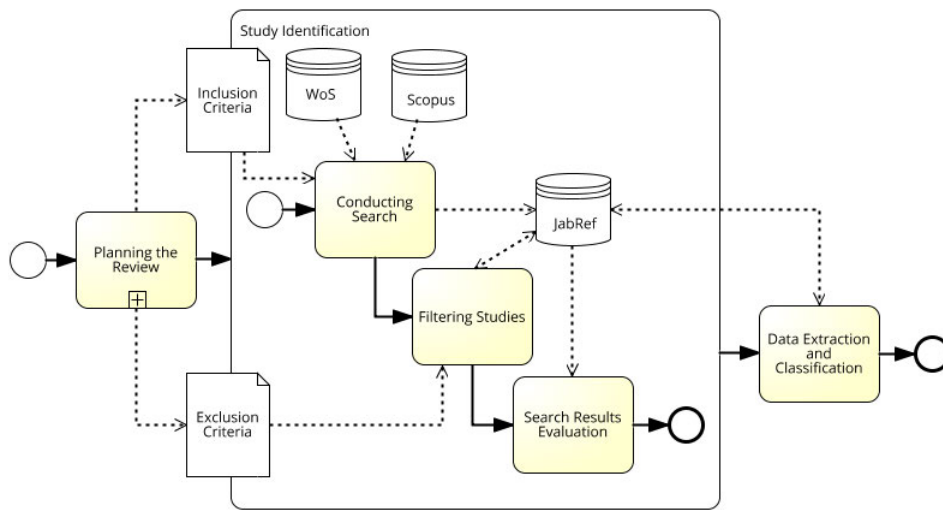 Study Identification
Inclusion
Criteria
WoS
Scopus
Conducting
Search
JabRef
Planning the
Review
Filtering Studies
Data Extraction
and
Classification
Exclusion
Criteria
Search Results
Evaluation